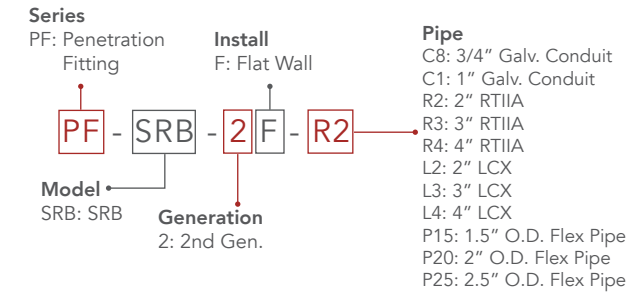 Series
PF: Penetration
Fitting
Install
F: Flat Wall
PF - SRB - 2 F - R2
Model
SRB: SRB
Generation
2: 2nd Gen.
Pipe
C8: 3/4” Galv. Conduit
C1: 1” Galv. Conduit
R2: 2” RTIIA
R3: 3” RTIIA
R4: 4” RTIIA
L2: 2” LCX
L3: 3” LCX
L4: 4” LCX
P15: 1.5” O.D. Flex Pipe
P20: 2” O.D. Flex Pipe
P25: 2.5” O.D. Flex Pipe